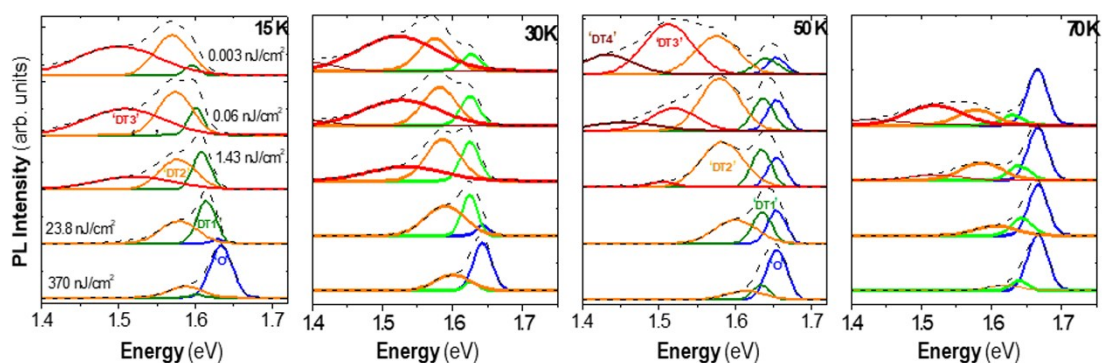 PL Intensity (arb. units)
15 K
0.003 nJ/cm²
'DT3'
0.06 nJ/cm²
'DT2'
1.43 nJ/cm²
'DT1'
23.8 nJ/cm²
'O'
370 nJ/cm²
1.4 1.5 1.6 1.7
Energy (eV)
30K
1.4 1.5 1.6 1.7
Energy (eV)
50 K
'DT4'
'DT3'
'DT2'
'DT1'
'O'
1.4 1.5 1.6 1.7
Energy (eV)
70K
1.4 1.5 1.6 1.7
Energy (eV)